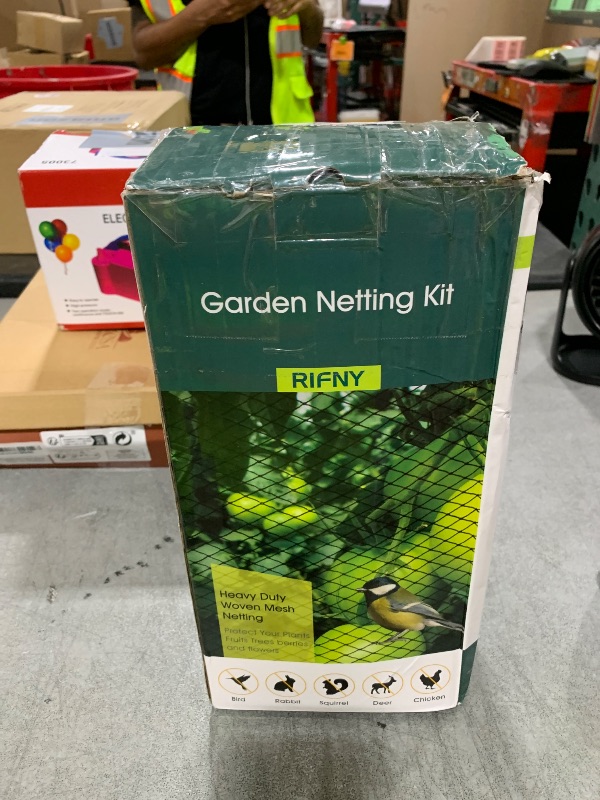 73005
ELEC
Garden Netting Kit
RIFNY
Heavy Duty
Woven Mesh
Netting
Protect Your Plants
Fruits Trees berries
and flowers
Bird
Rabbit
Squirrel
Deer
Chicken